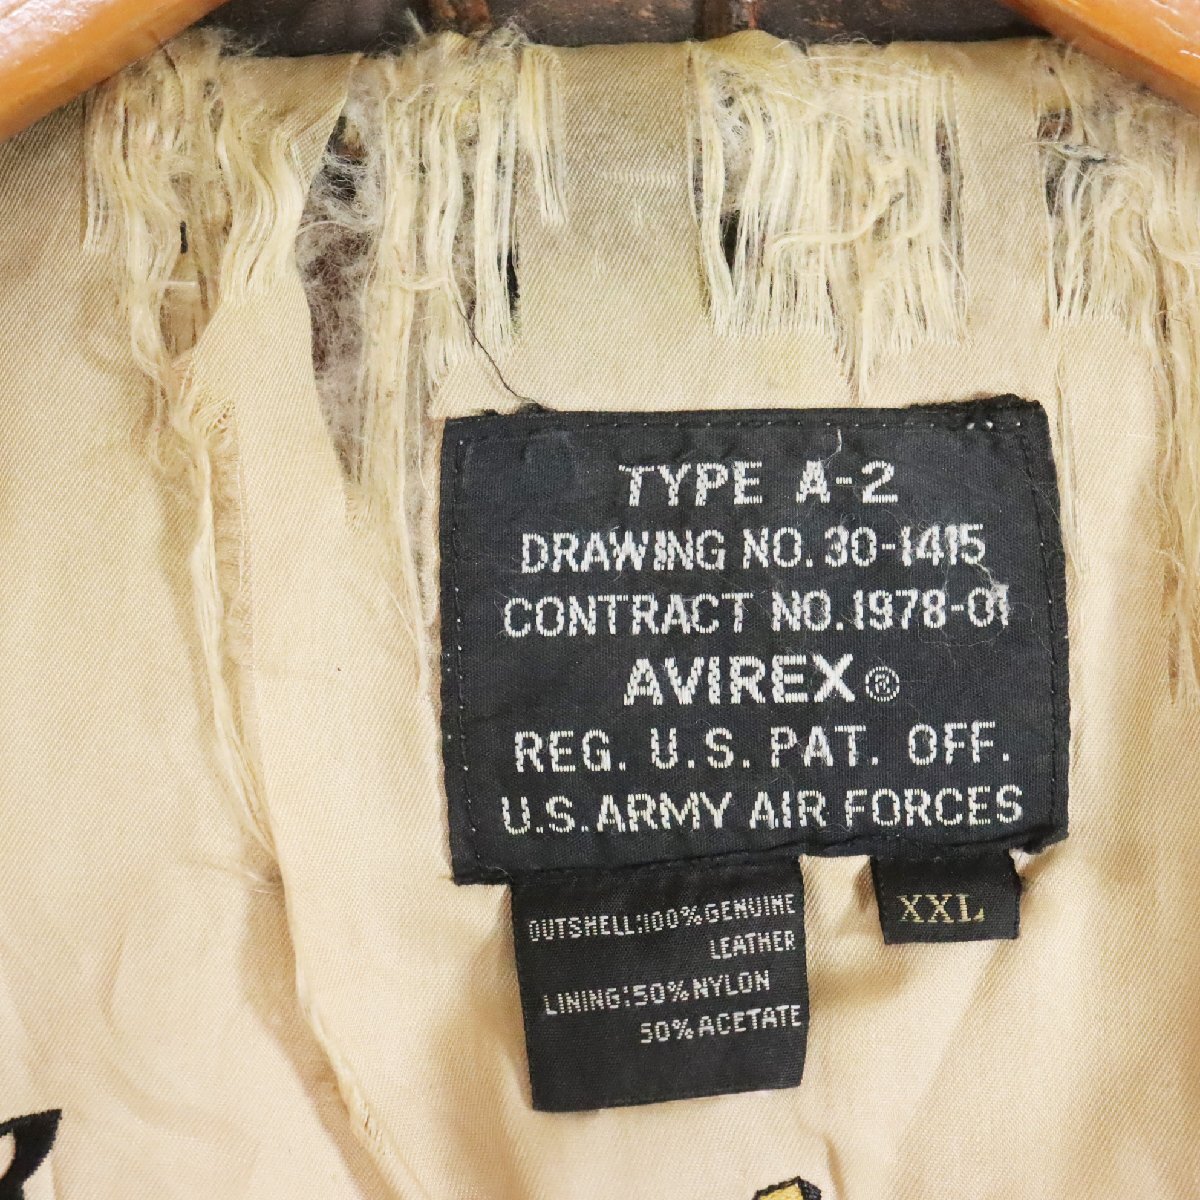 TYPE A-2
DRAWING NO. 30-1415
CONTRACT NO. 1978-01
AVIREX®
REG. U.S. PAT. OFF.
U.S. ARMY AIR FORCES
XXL
OUTSHELL:100%GENUINE
LEATHER
LINING:50%NYLON
50%ACETATE